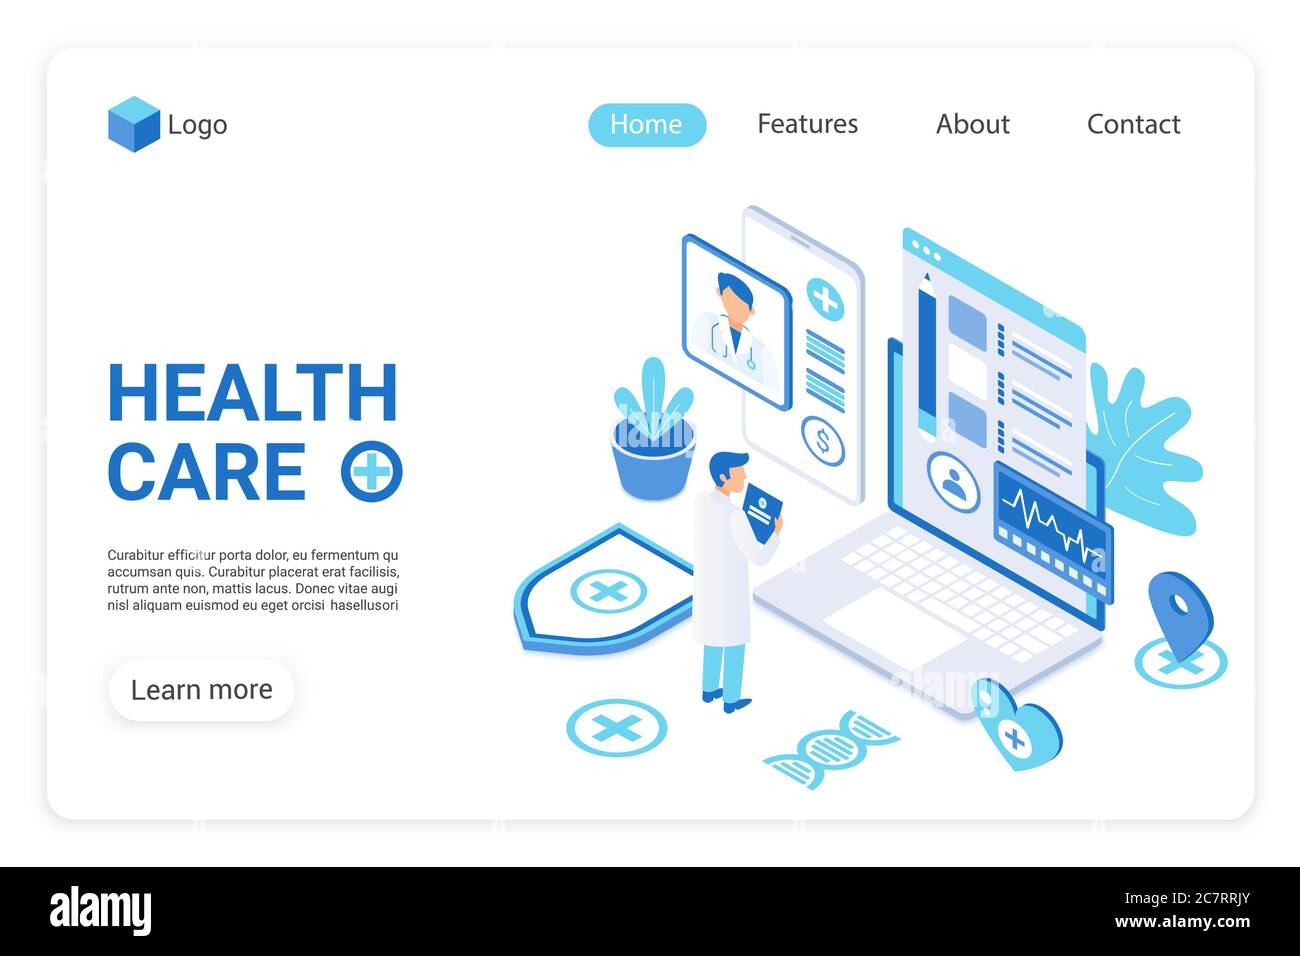 Logo
Home
Features
About
Contact
HEALTH
CARE
Curabitur efficitur porta dolor, eu fermentum qu
accumsan quis. Curabitur placerat erat facilisis,
rutrum ante non, mattis lacus. Donec vitae augi
nisl aliquam euismod eu eget orcisi hasellusori
Learn more
$
alamy
Image ID: 2C7RRJY
www.alamy.com